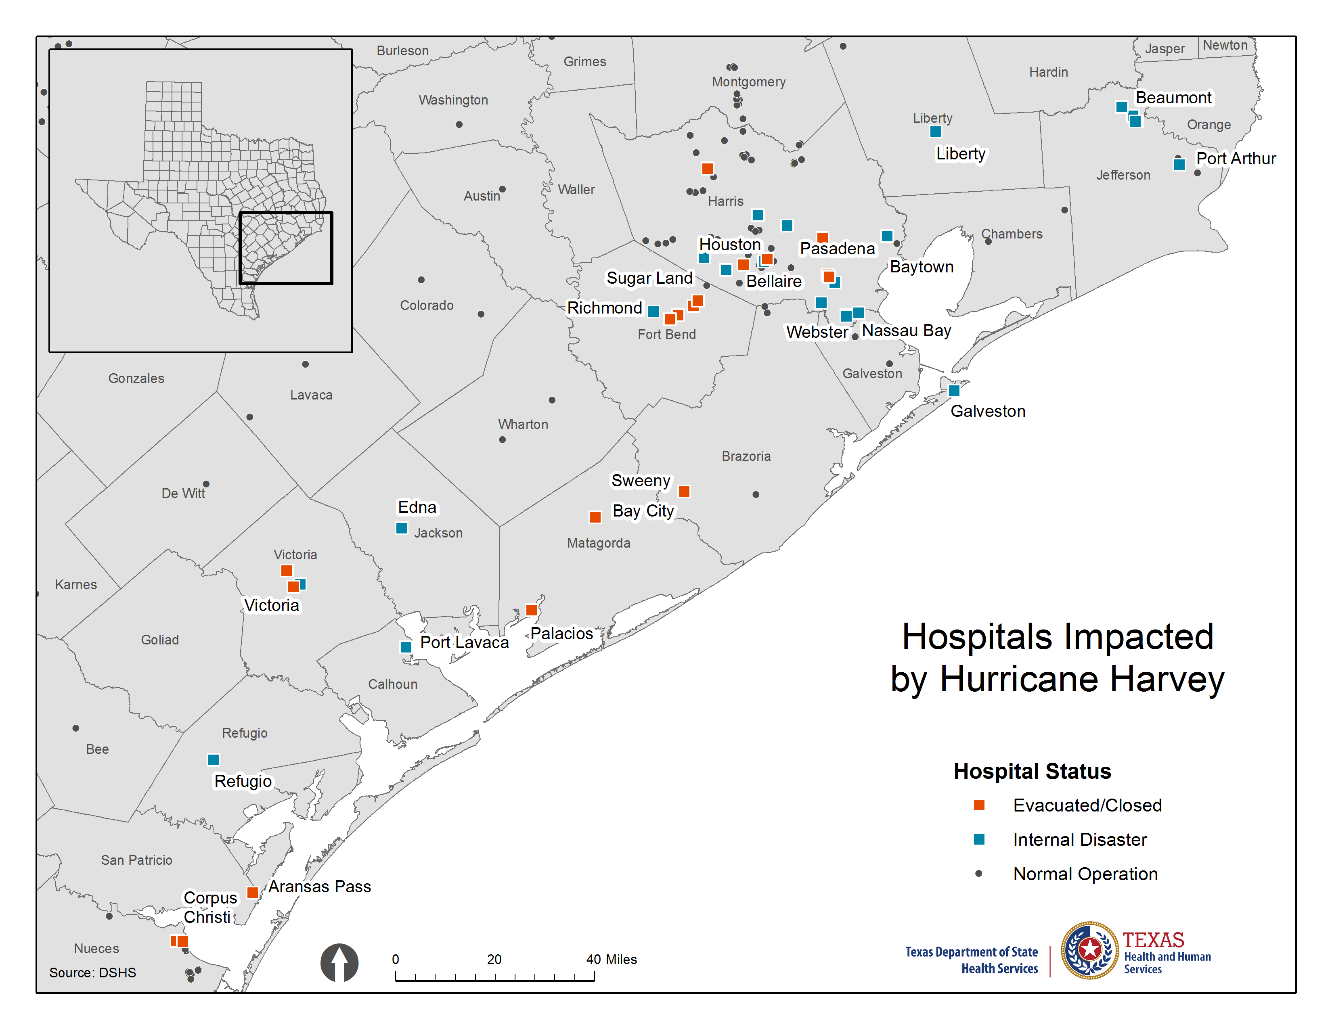 Burleson
Grimes
Jasper
Newton
Hardin
Montgomery
Washington
Beaumont
Liberty
Orange
Liberty
Port Arthur
Jefferson
Waller
Austin
Harris
Chambers
Houston
Pasadena
Baytown
Sugar Land
Bellaire
Richmond
Colorado
Webster
Nassau Bay
Fort Bend
Galveston
Gonzales
Lavaca
Galveston
Wharton
Brazoria
Sweeny
De Witt
Edna
Bay City
Jackson
Matagorda
Victoria
Karnes
Victoria
Goliad
Palacios
Port Lavaca
Hospitals Impacted
by Hurricane Harvey
Calhoun
Refugio
Bee
Refugio
Hospital Status
Evacuated/Closed
Internal Disaster
Normal Operation
San Patricio
Aransas Pass
Corpus
Christi
Nueces
Source: DSHS
0 20 40 Miles
Texas Department of State
Health Services
TEXAS
Health and Human
Services